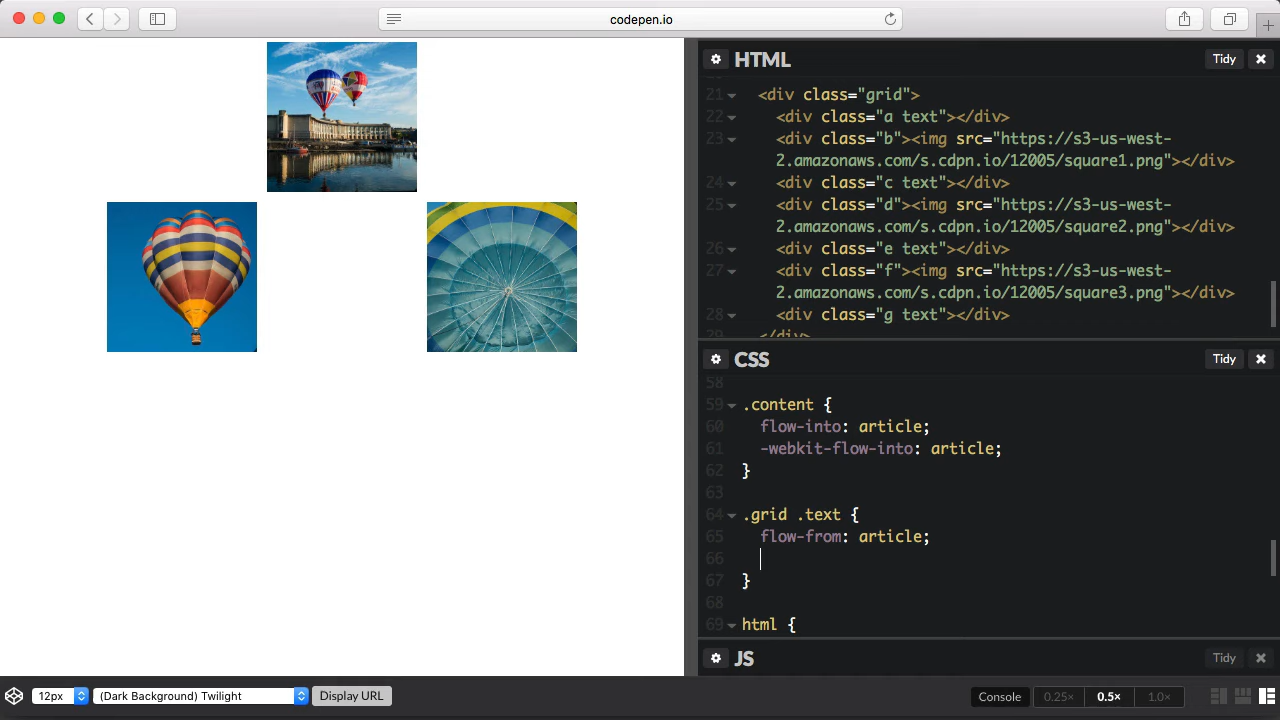 codepen.io
HTML
Tidy
21 <div class="grid">
22 <div class="a text"></div>
23 <div class="b"><img src="https://s3-us-west-
2.amazonaws.com/s.cdpn.io/12005/square1.png"></div>
24 <div class="c text"></div>
25 <div class="d"><img src="https://s3-us-west-
2.amazonaws.com/s.cdpn.io/12005/square2.png"></div>
26 <div class="e text"></div>
27 <div class="f"><img src="https://s3-us-west-
2.amazonaws.com/s.cdpn.io/12005/square3.png"></div>
28 <div class="g text"></div>
29 </div>
CSS
Tidy
58
59 .content {
60 flow-into: article;
61 -webkit-flow-into: article;
62 }
63
64 .grid .text {
65 flow-from: article;
66
67 }
68
69 html {
JS
Tidy
12px
(Dark Background) Twilight
Display URL
Console
0.25×
0.5×
1.0×